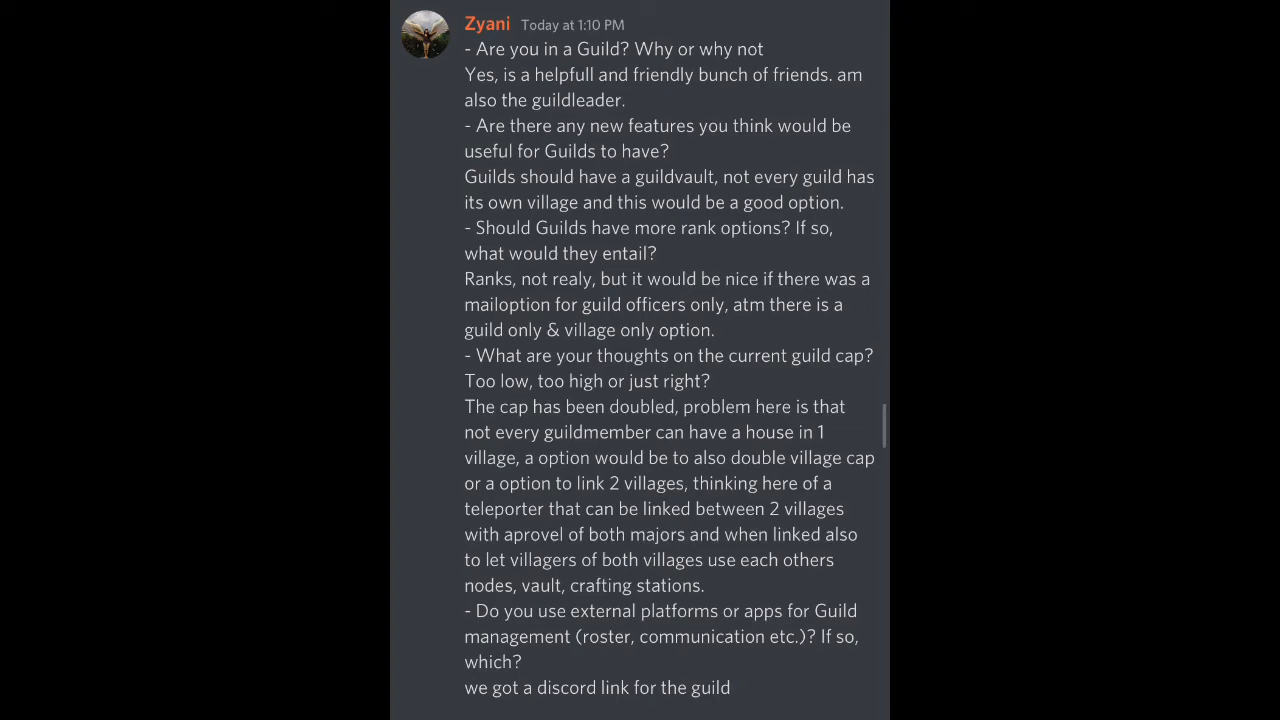 Zyani Today at 1:10 PM
- Are you in a Guild? Why or why not
Yes, is a helpfull and friendly bunch of friends. am
also the guildleader.
- Are there any new features you think would be
useful for Guilds to have?
Guilds should have a guildvault, not every guild has
its own village and this would be a good option.
- Should Guilds have more rank options? If so,
what would they entail?
Ranks, not realy, but it would be nice if there was a
mailoption for guild officers only, atm there is a
guild only & village only option.
- What are your thoughts on the current guild cap?
Too low, too high or just right?
The cap has been doubled, problem here is that
not every guildmember can have a house in 1
village, a option would be to also double village cap
or a option to link 2 villages, thinking here of a
teleporter that can be linked between 2 villages
with aprovel of both majors and when linked also
to let villagers of both villages use each others
nodes, vault, crafting stations.
- Do you use external platforms or apps for Guild
management (roster, communication etc.)? If so,
which?
we got a discord link for the guild